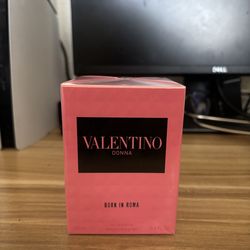 DELL
VALENTINO
DONNA
BORN IN ROMA